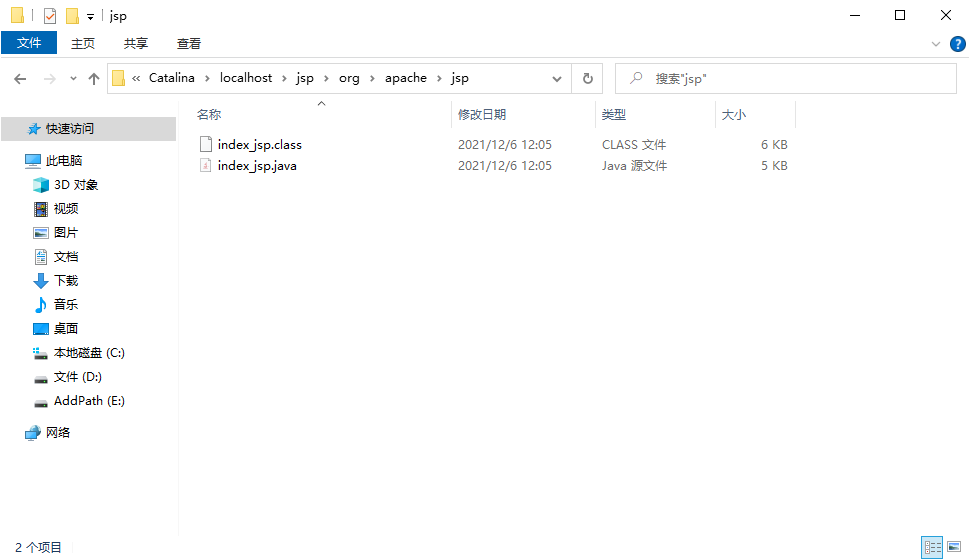 jsp
文件 主页 共享 查看
« Catalina › localhost › jsp › org › apache › jsp 搜索"jsp"
名称 修改日期 类型 大小
快速访问
index_jsp.class 2021/12/6 12:05 CLASS 文件 6 KB
此电脑
index_jsp.java 2021/12/6 12:05 Java 源文件 5 KB
3D 对象
视频
图片
文档
下载
音乐
桌面
本地磁盘 (C:)
文件 (D:)
AddPath (E:)
网络
2 个项目